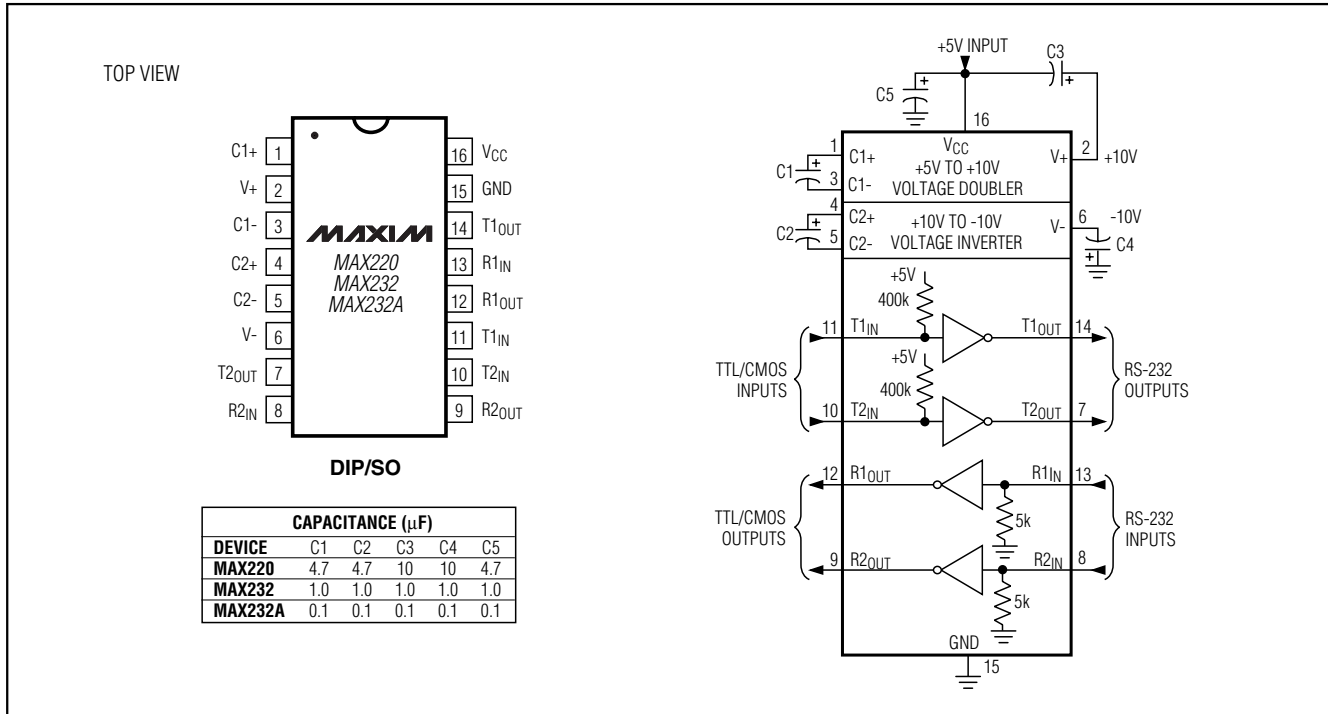 TOP VIEW
C1+ 1
V+ 2
C1- 3
C2+ 4
C2- 5
V- 6
T2OUT 7
R2IN 8
16 VCC
15 GND
14 T1OUT
13 R1IN
12 R1OUT
11 T1IN
10 T2IN
9 R2OUT
MAXIM
MAX220
MAX232
MAX232A
DIP/SO
CAPACITANCE (μF)
DEVICE C1 C2 C3 C4 C5
MAX220 4.7 4.7 10 10 4.7
MAX232 1.0 1.0 1.0 1.0 1.0
MAX232A 0.1 0.1 0.1 0.1 0.1
+5V INPUT
C3
+
C5
+
+
16
1
C1+
VCC
V+
2
+10V
+5V TO +10V
VOLTAGE DOUBLER
C1
+
3
C1-
4
C2+
+10V TO -10V
VOLTAGE INVERTER
V-
6
-10V
C2
+
5
C2-
C4
+
+5V
400k
11 T1IN
T1OUT 14
+5V
400k
TTL/CMOS
INPUTS
RS-232
OUTPUTS
10 T2IN
T2OUT 7
12 R1OUT
R1IN 13
5k
TTL/CMOS
OUTPUTS
RS-232
INPUTS
9 R2OUT
R2IN 8
5k
GND
15